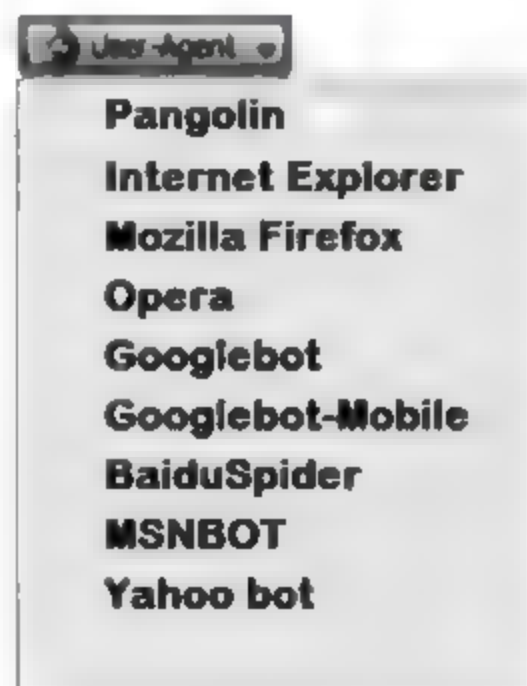 User-Agent
Pangolin
Internet Explorer
Mozilla Firefox
Opera
Googlebot
Googlebot-Mobile
BaiduSpider
MSNBOT
Yahoo bot